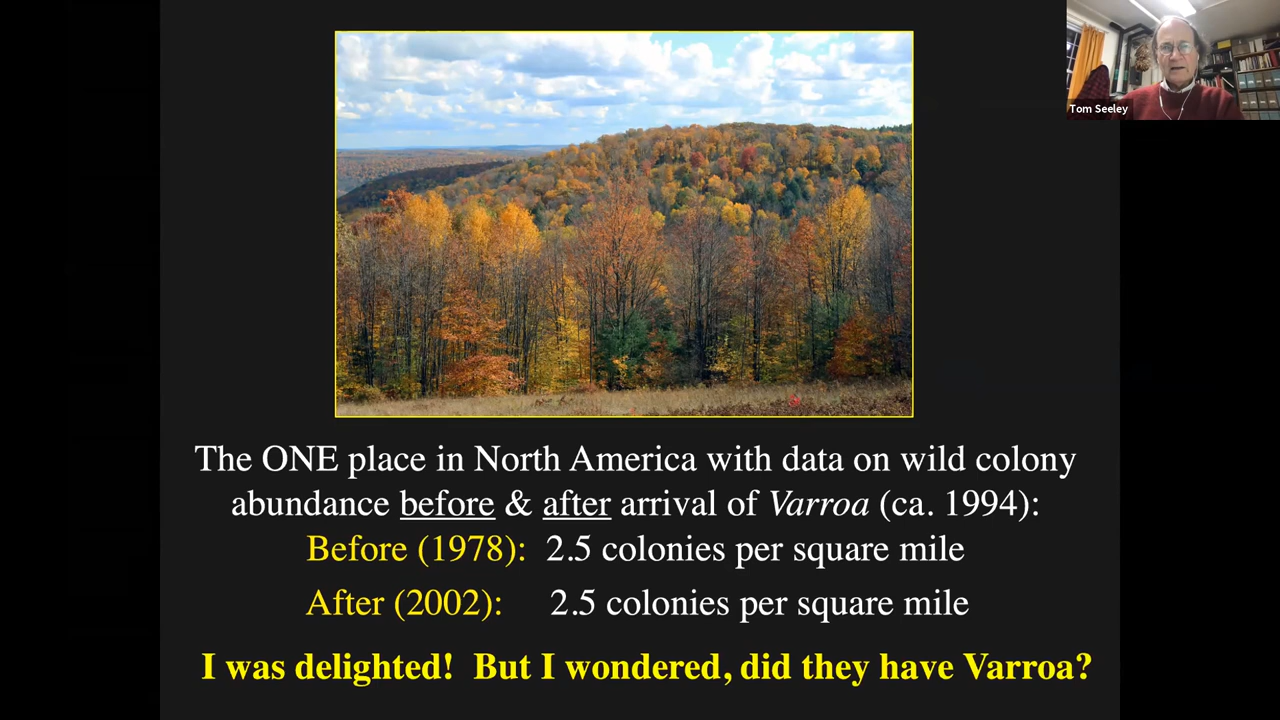 Tom Seeley
The ONE place in North America with data on wild colony
abundance before & after arrival of Varroa (ca. 1994):
Before (1978): 2.5 colonies per square mile
After (2002): 2.5 colonies per square mile
I was delighted! But I wondered, did they have Varroa?